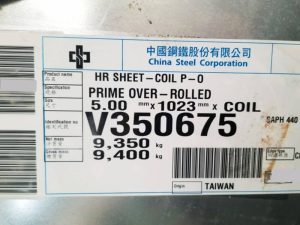 中國鋼鐵股份有限公司
China Steel Corporation
Product name
HR SHEET-COIL P-O
Specification
PRIME OVER-ROLLED
Size
5.00 mm x 1023 mm x COIL
Identification no
V350675
SAPH 440
Net mass
9,350 kg
Gross mass
9,400 kg
Origin
TAIWAN